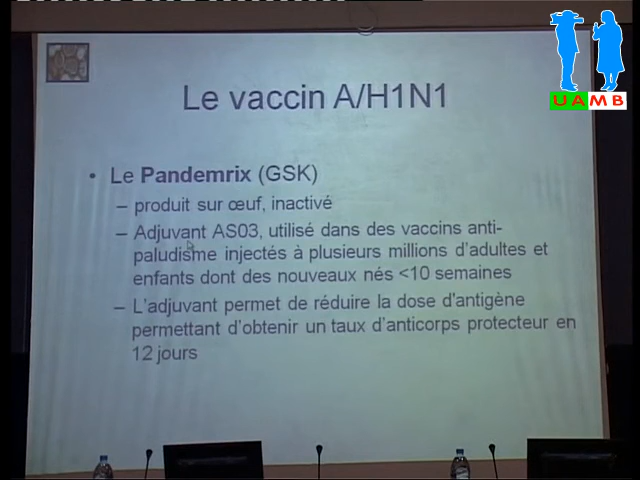 UAMB
Le vaccin A/H1N1
• Le Pandemrix (GSK)
– produit sur œuf, inactivé
– Adjuvant AS03, utilisé dans des vaccins anti-
paludisme injectés à plusieurs millions d'adultes et
enfants dont des nouveaux nés <10 semaines
– L'adjuvant permet de réduire la dose d'antigène
permettant d'obtenir un taux d'anticorps protecteur en
12 jours